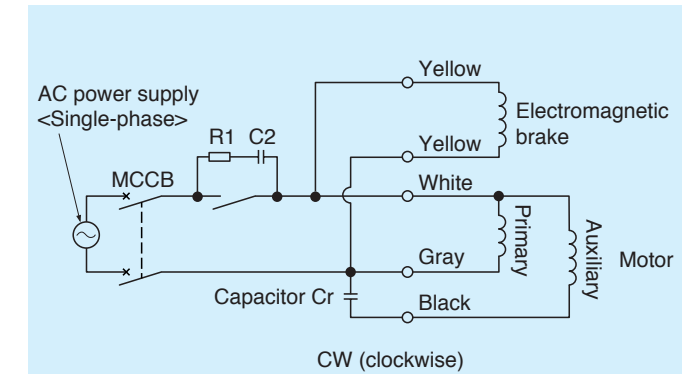 Yellow
AC power supply
<Single-phase>
Electromagnetic
brake
R1 C2
Yellow
MCCB
White
Primary
Auxiliary
Gray
Motor
Capacitor Cr
Black
CW (clockwise)